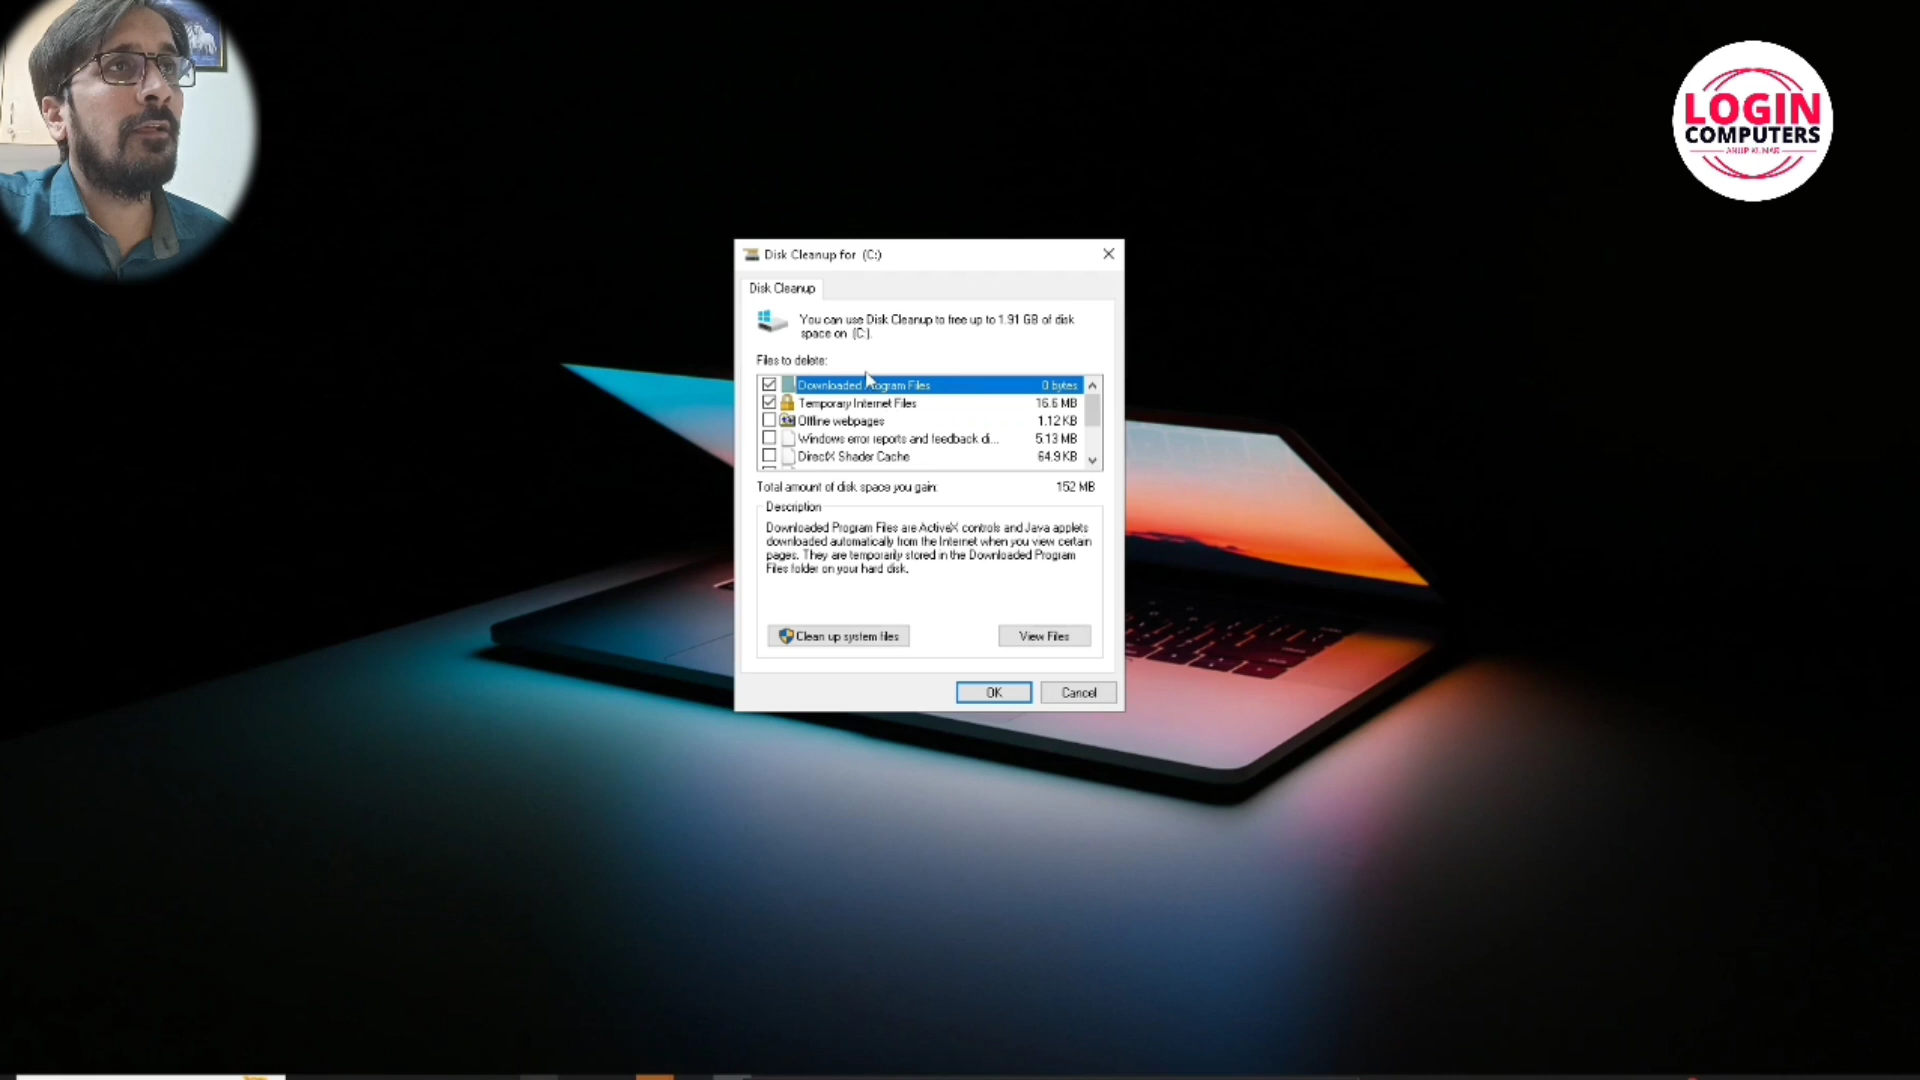 LOGIN
COMPUTERS
ANUP KUMAR
Disk Cleanup for (C:)
Disk Cleanup
You can use Disk Cleanup to free up to 1.91 GB of disk
space on (C:).
Files to delete:
Downloaded Program Files 0 bytes
Temporary Internet Files 16.6 MB
Offline webpages 1.12 KB
Windows error reports and feedback di... 5.13 MB
DirectX Shader Cache 64.9 KB
Total amount of disk space you gain: 152 MB
Description
Downloaded Program Files are ActiveX controls and Java applets
downloaded automatically from the Internet when you view certain
pages. They are temporarily stored in the Downloaded Program
Files folder on your hard disk.
Clean up system files
View Files
OK
Cancel